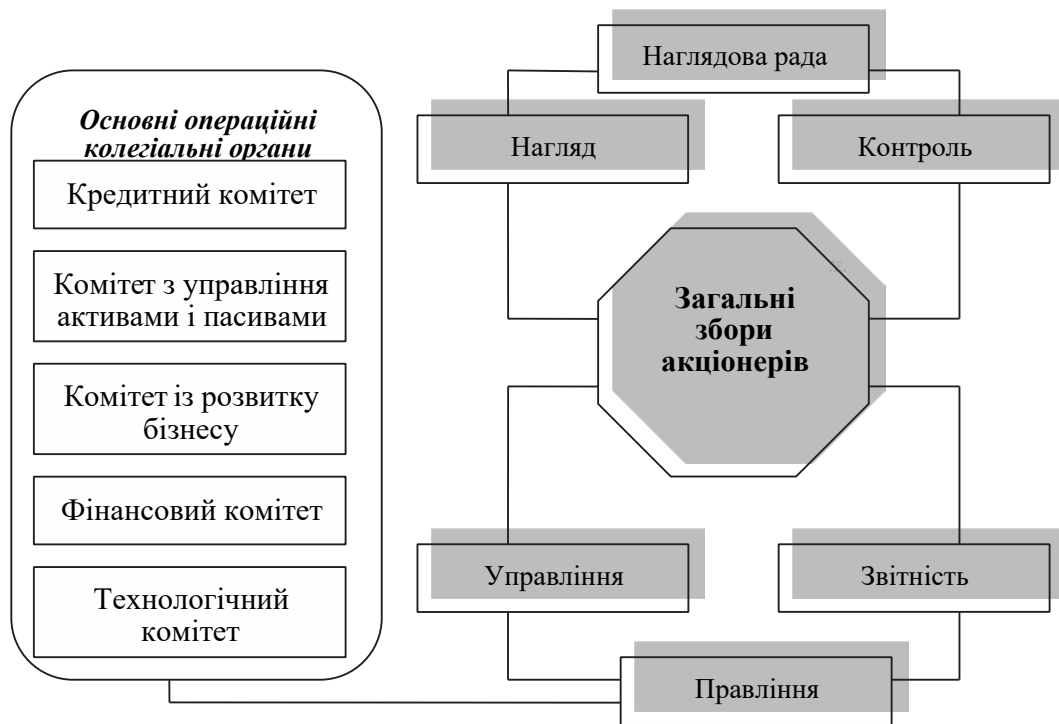 Основні операційні
колегіальні органи
Кредитний комітет
Комітет з управління
активами і пасивами
Комітет із розвитку
бізнесу
Фінансовий комітет
Технологічний
комітет
Наглядова рада
Нагляд
Контроль
Загальні
збори
акціонерів
Управління
Звітність
Правління